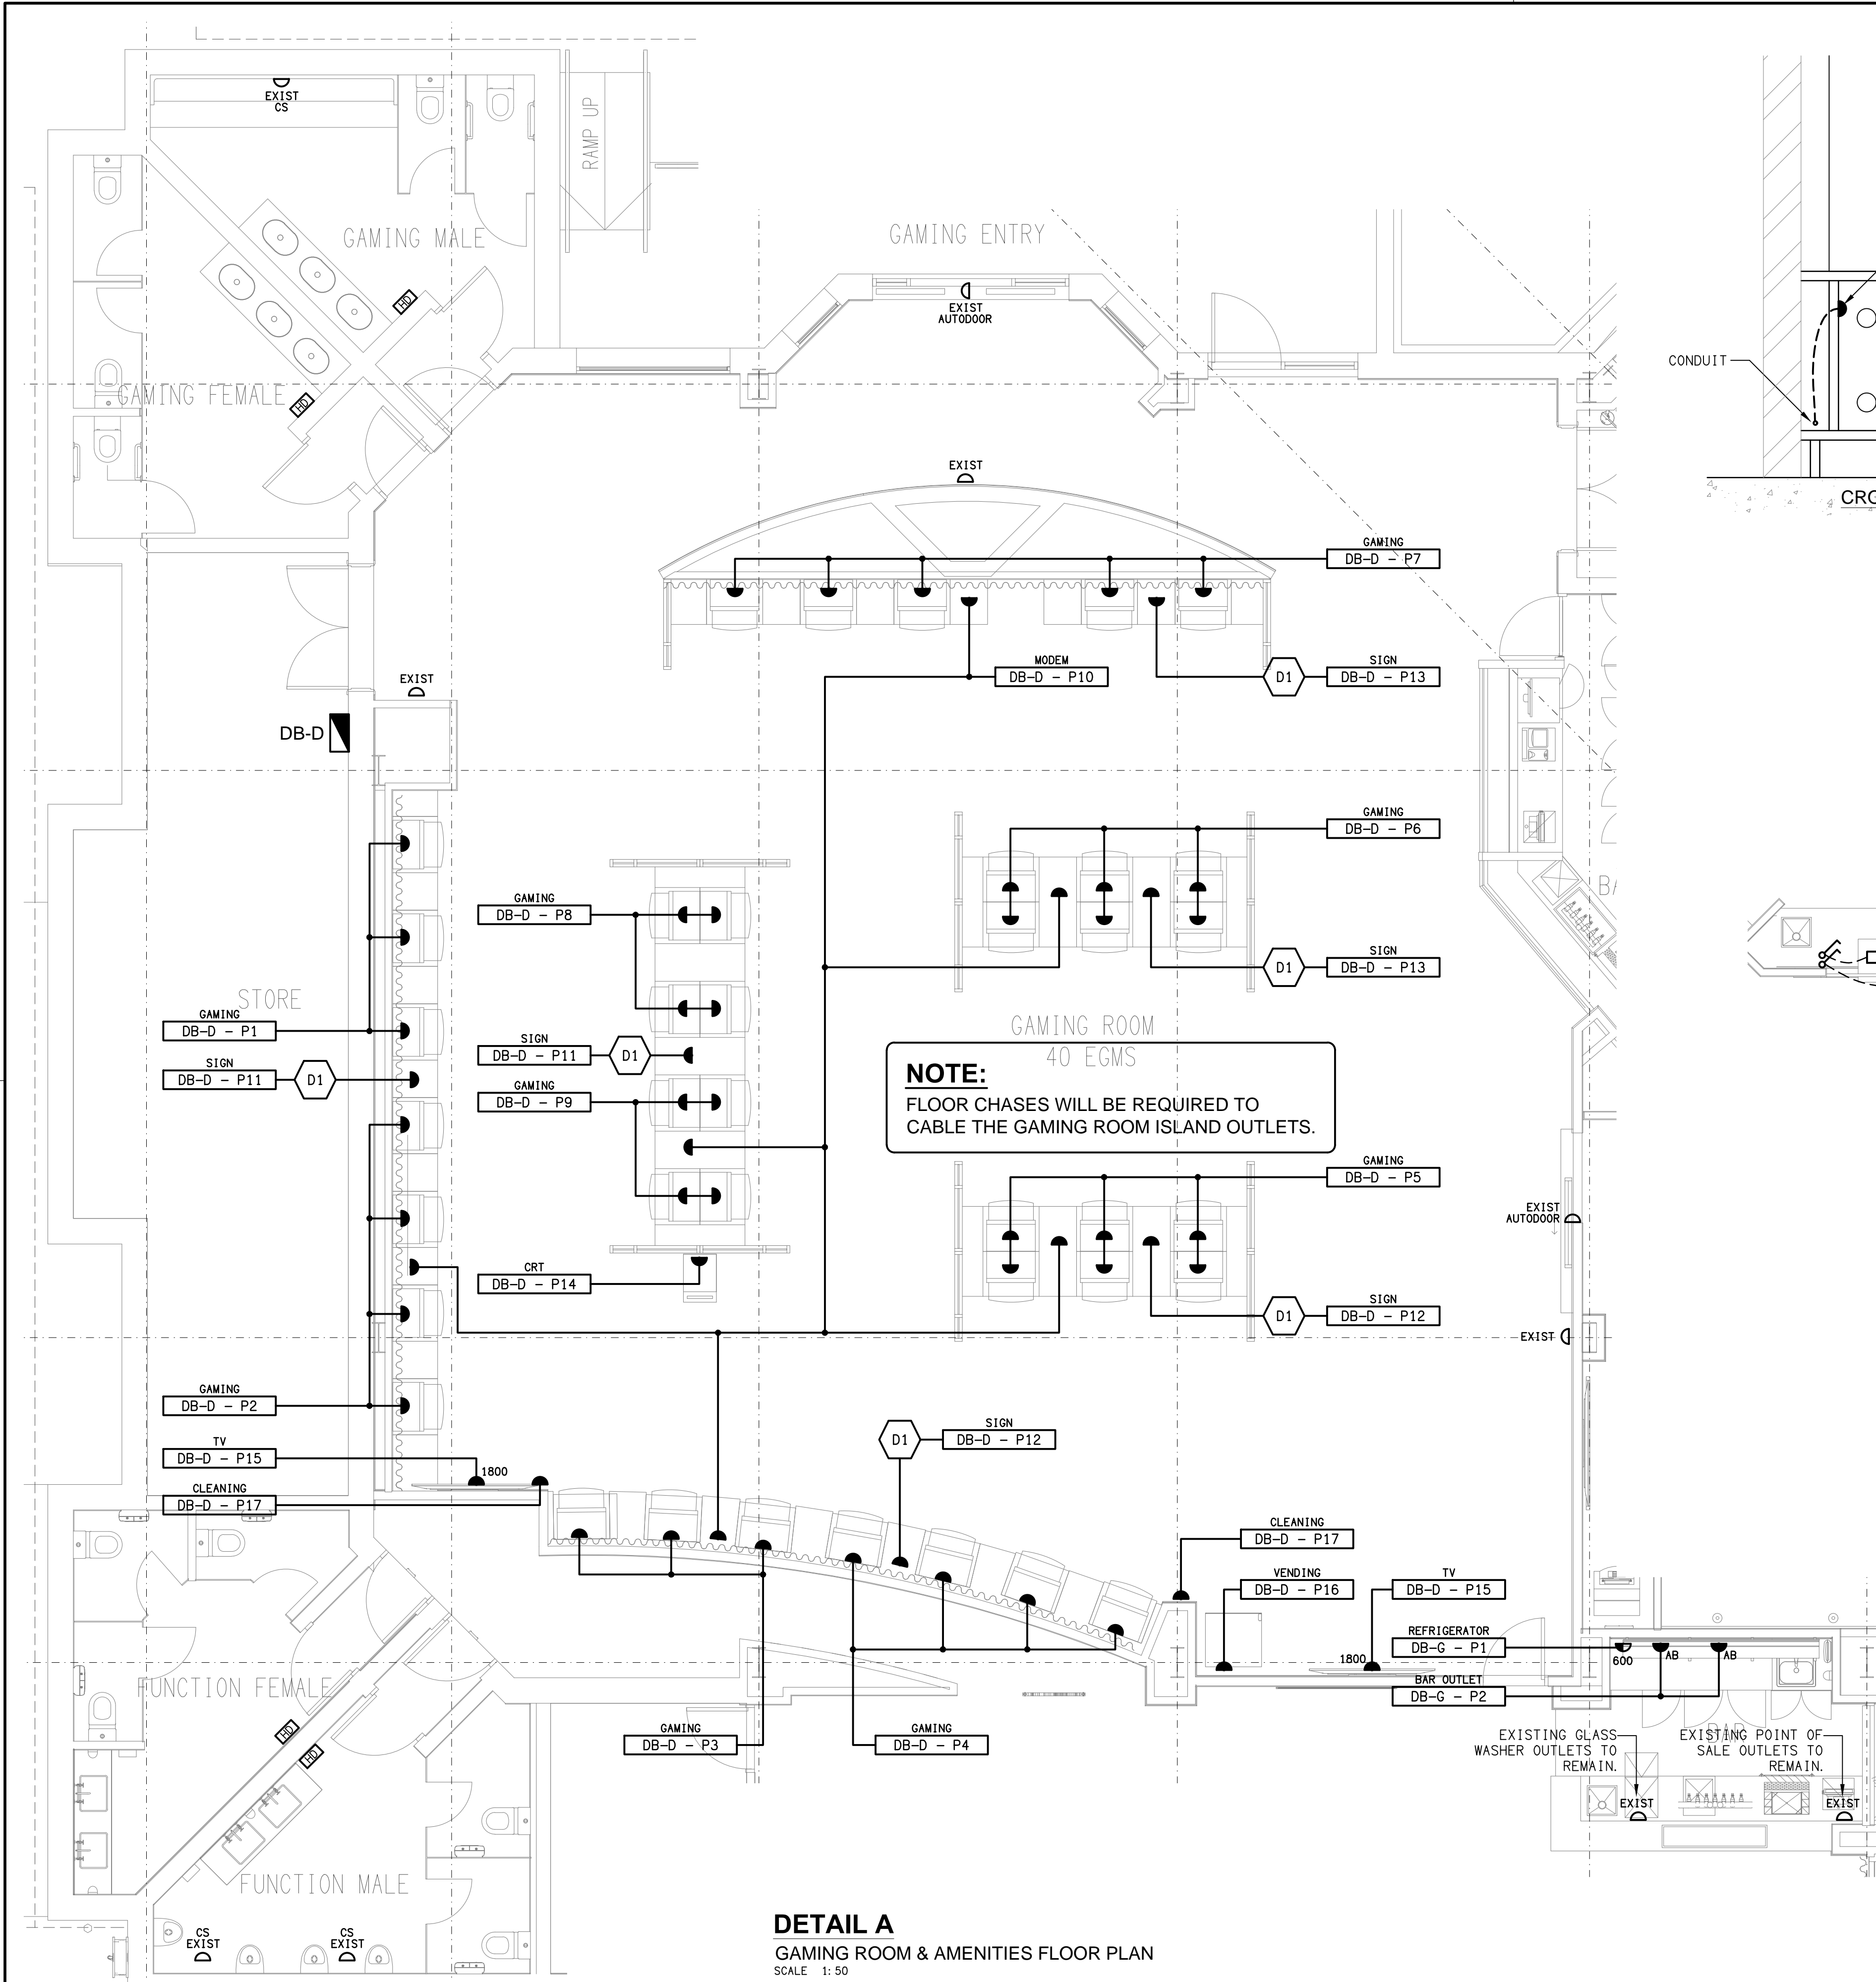 EXIST
CS
RAMP UP
GAMING MALE
GAMING ENTRY
HD
EXIST
AUTODOOR
CONDUIT
GAMING FEMALE
HD
EXIST
CRG
GAMING
DB-D - P7
MODEM
DB-D - P10
D1
SIGN
DB-D - P13
EXIST
DB-D
GAMING
DB-D - P6
GAMING
DB-D - P8
SIGN
DB-D - P13
D1
STORE
GAMING
DB-D - P1
SIGN
DB-D - P11
D1
SIGN
DB-D - P11
D1
GAMING
DB-D - P9
GAMING ROOM
40 EGMS
NOTE:
FLOOR CHASES WILL BE REQUIRED TO
CABLE THE GAMING ROOM ISLAND OUTLETS.
GAMING
DB-D - P5
EXIST
AUTODOOR
CRT
DB-D - P14
D1
SIGN
DB-D - P12
EXIST
GAMING
DB-D - P2
TV
DB-D - P15
1800
CLEANING
DB-D - P17
D1
SIGN
DB-D - P12
CLEANING
DB-D - P17
VENDING
DB-D - P16
TV
DB-D - P15
1800
REFRIGERATOR
DB-G - P1
600
AB
AB
BAR OUTLET
DB-G - P2
FUNCTION FEMALE
HD
HD
GAMING
DB-D - P3
GAMING
DB-D - P4
BAR
EXISTING GLASS
WASHER OUTLETS TO
REMAIN.
EXISTING POINT OF
SALE OUTLETS TO
REMAIN.
EXIST
EXIST
FUNCTION MALE
CS
EXIST
CS
EXIST
DETAIL A
GAMING ROOM & AMENITIES FLOOR PLAN
SCALE 1:50